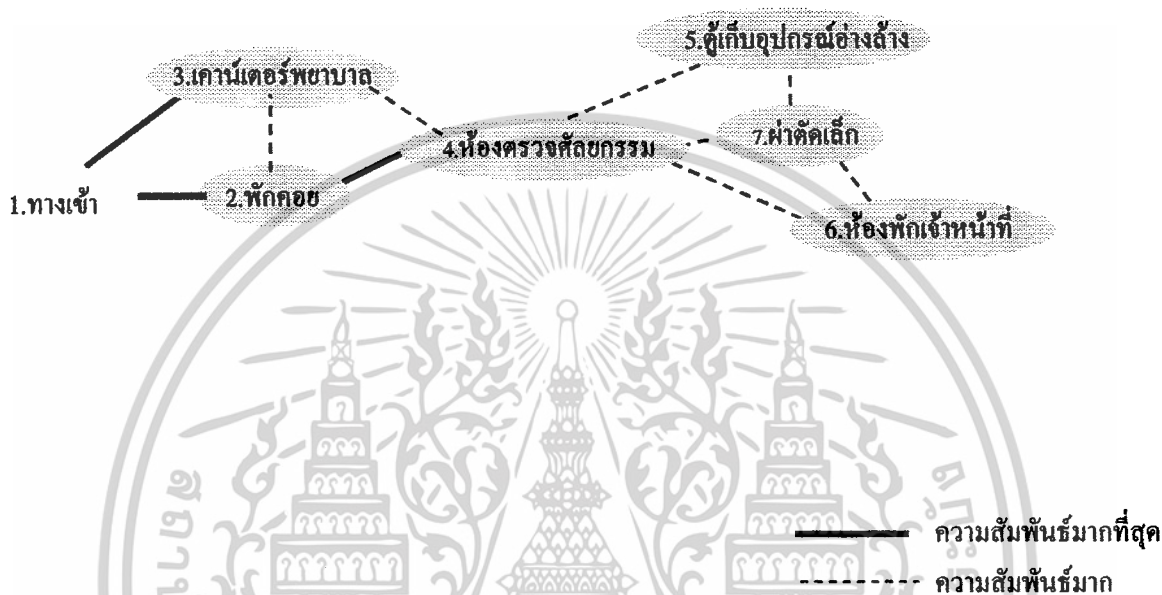 5.ตู้เก็บอุปกรณ์อ่างล้าง
3.เคาน์เตอร์พยาบาล
7.ผ่าตัดเล็ก
4.ห้องตรวจศัลยกรรม
2.พักคอย
1.ทางเข้า
6.ห้องพักเจ้าหน้าที่
ความสัมพันธ์มากที่สุด
ความสัมพันธ์มาก